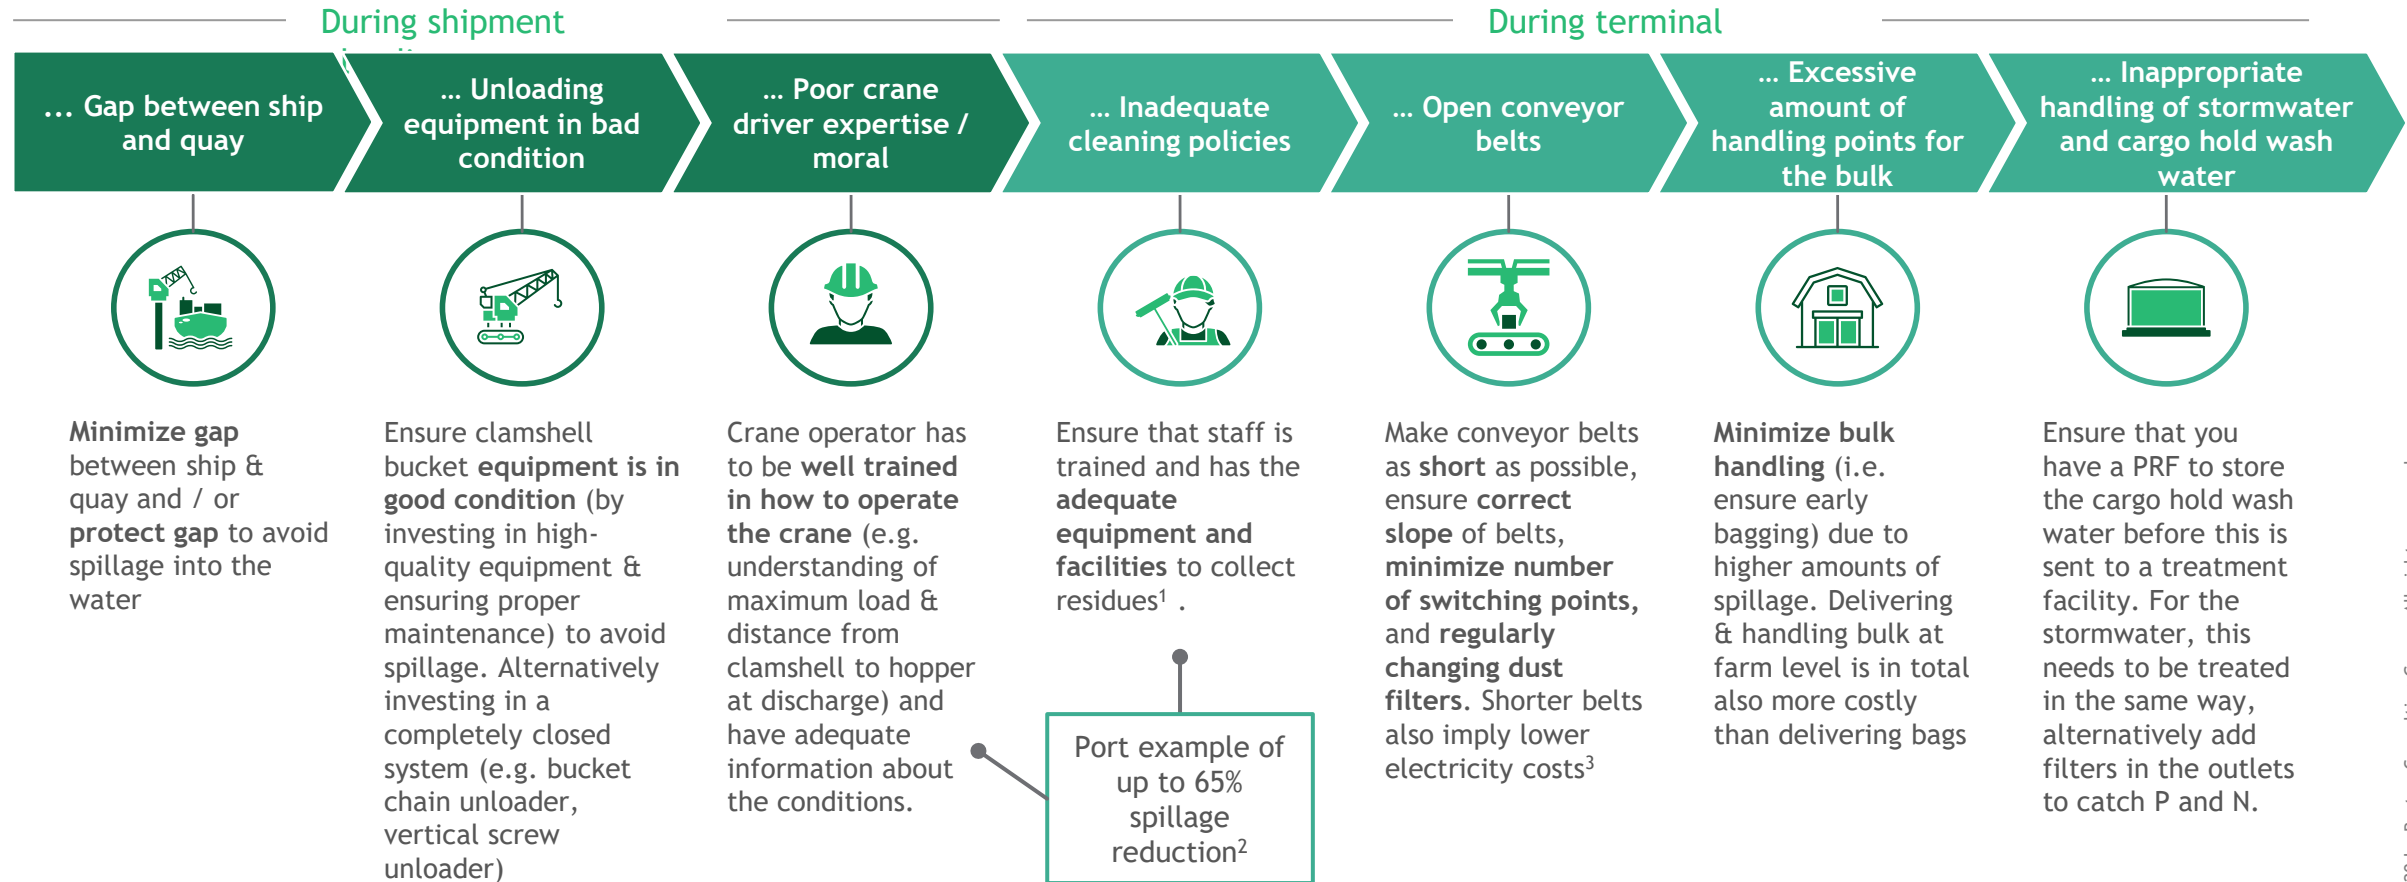 During shipment
During terminal
... Gap between ship
and quay
... Unloading
equipment in bad
condition
... Poor crane
driver expertise /
moral
... Inadequate
cleaning policies
... Open conveyor
belts
... Excessive
amount of
handling points for
the bulk
... Inappropriate
handling of stormwater
and cargo hold wash
water
Minimize gap
between ship &
quay and / or
protect gap to avoid
spillage into the
water
Ensure clamshell
bucket equipment is in
good condition (by
investing in high-
quality equipment &
ensuring proper
maintenance) to avoid
spillage. Alternatively
investing in a
completely closed
system (e.g. bucket
chain unloader,
vertical screw
unloader)
Crane operator has
to be well trained
in how to operate
the crane (e.g.
understanding of
maximum load &
distance from
clamshell to hopper
at discharge) and
have adequate
information about
the conditions.
Ensure that staff is
trained and has the
adequate
equipment and
facilities to collect
residues¹ .
Port example of
up to 65%
spillage
reduction²
Make conveyor belts
as short as possible,
ensure correct
slope of belts,
minimize number
of switching points,
and regularly
changing dust
filters. Shorter belts
also imply lower
electricity costs³
Minimize bulk
handling (i.e.
ensure early
bagging) due to
higher amounts of
spillage. Delivering
& handling bulk at
farm level is in total
also more costly
than delivering bags
Ensure that you
have a PRF to store
the cargo hold wash
water before this is
sent to a treatment
facility. For the
stormwater, this
needs to be treated
in the same way,
alternatively add
filters in the outlets
to catch P and N.